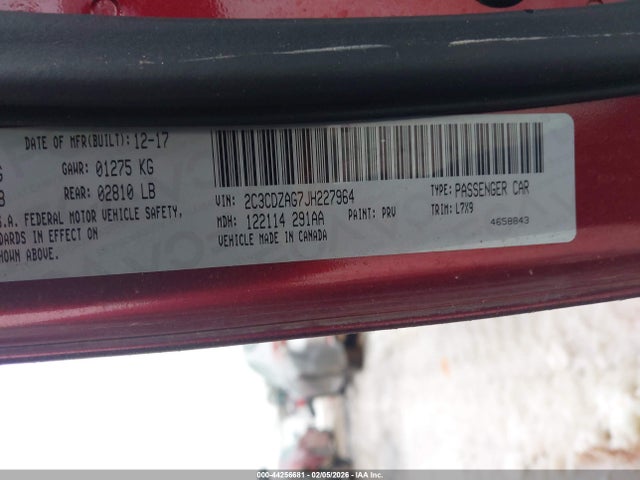 DATE OF MFR(BUILT): 12-17
GAWR: 01275 KG
REAR: 02810 LB
.A. FEDERAL MOTOR VEHICLE SAFETY,
DARDS IN EFFECT ON
HOWN ABOVE.
VIN: 2C3CDZAG7JH227964
TYPE: PASSENGER CAR
MDH: 122114 291AA
PAINT: PRV
TRIM: L7X9
VEHICLE MADE IN CANADA
4658843
000-44256681 - 02/05/2026 - Copart, Inc.